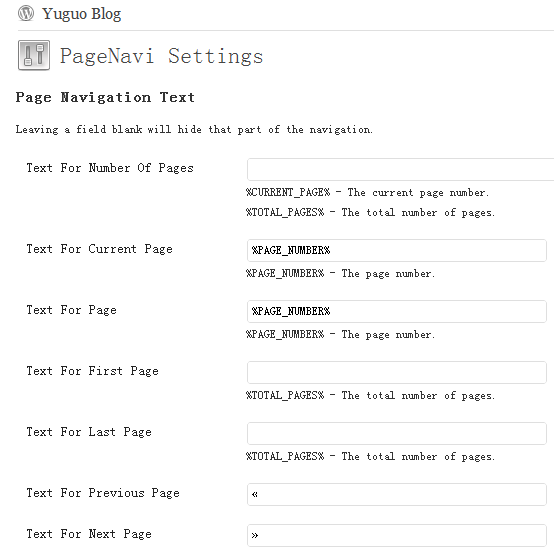 Yuguo Blog
PageNavi Settings
Page Navigation Text
Leaving a field blank will hide that part of the navigation.
Text For Number Of Pages
%CURRENT_PAGE% - The current page number.
%TOTAL_PAGES% - The total number of pages.
Text For Current Page
%PAGE_NUMBER%
%PAGE_NUMBER% - The page number.
Text For Page
%PAGE_NUMBER%
%PAGE_NUMBER% - The page number.
Text For First Page
%TOTAL_PAGES% - The total number of pages.
Text For Last Page
%TOTAL_PAGES% - The total number of pages.
Text For Previous Page
«
Text For Next Page
»